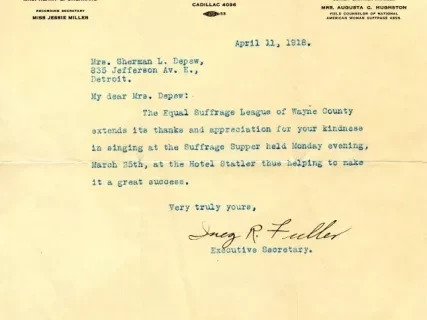 RECORDING SECRETARY
MISS JESSIE MILLER
CADILLAC 4096
MRS. AUGUSTA C. HUGHSTON
FIELD COUNSELOR OF NATIONAL
AMERICAN WOMAN SUFFRAGE ASSN.
April 11, 1918.
Mrs. Sherman L. Depew,
835 Jefferson Av. E.,
Detroit.
My dear Mrs. Depew:
The Equal Suffrage League of Wayne County
extends its thanks and appreciation for your kindness
in singing at the Suffrage Supper held Monday evening,
March 25th, at the Hotel Statler thus helping to make
it a great success.
Very truly yours,
Inez R. Fuller
Executive Secretary.